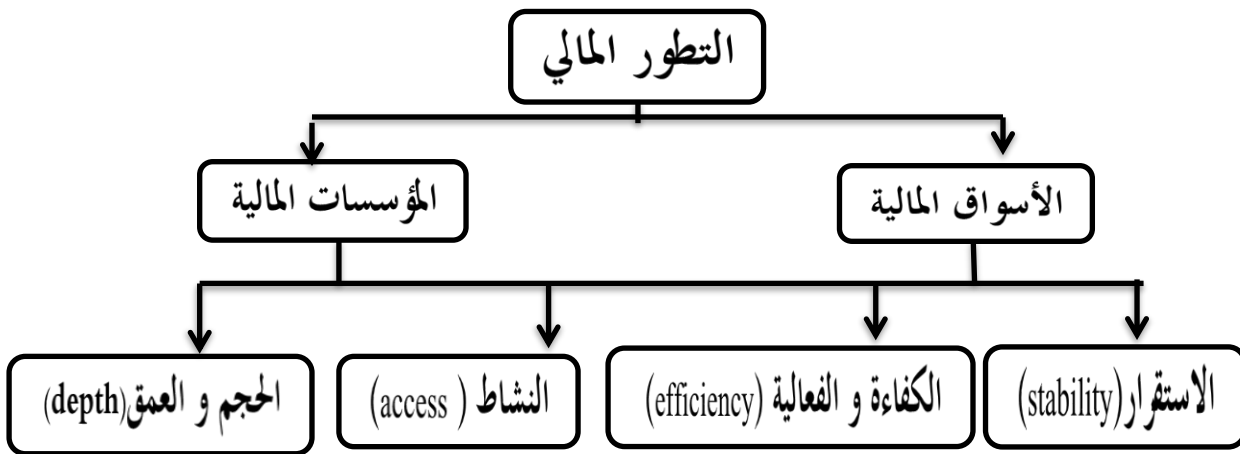 التطور المالي
الأسواق المالية
المؤسسات المالية
الاستقرار(stability)
الكفاءة و الفعالية (efficiency)
النشاط ( access)
الحجم و العمق(depth)